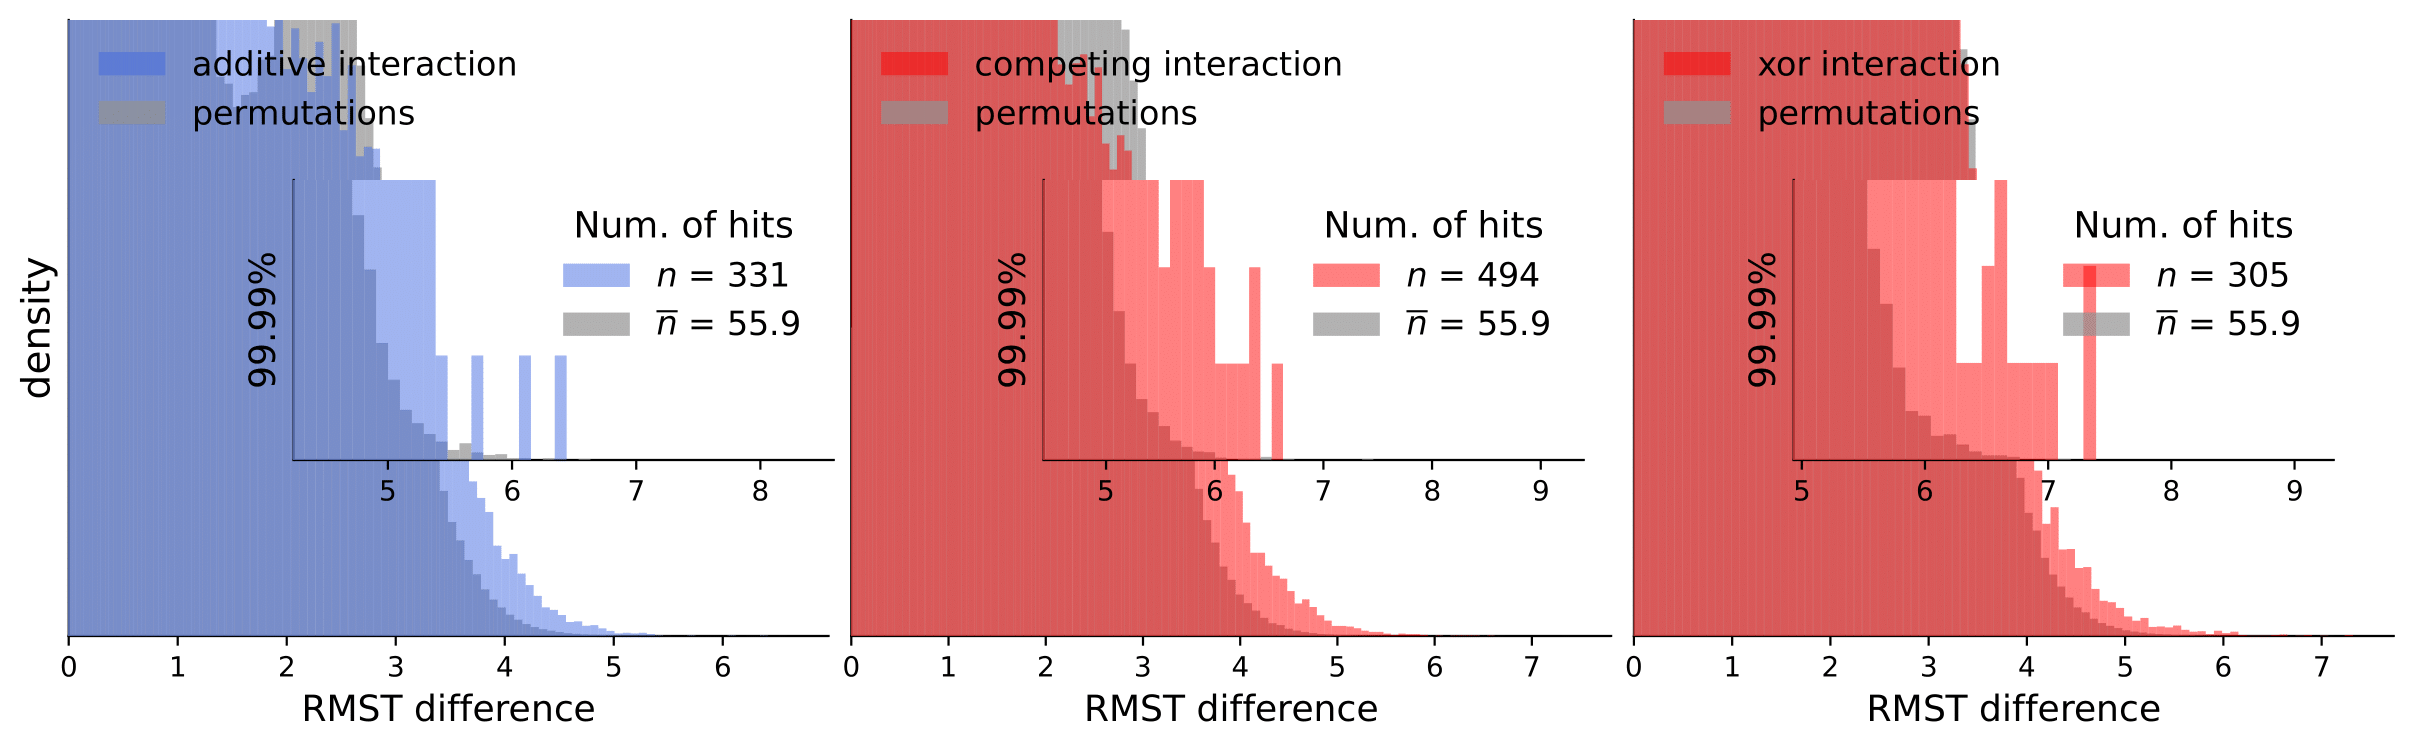 additive interaction
permutations
density
99.99%
Num. of hits
n = 331
n̅ = 55.9
5 6 7 8
0 1 2 3 4 5 6
RMST difference
competing interaction
permutations
99.99%
Num. of hits
n = 494
n̅ = 55.9
5 6 7 8 9
0 1 2 3 4 5 6 7
RMST difference
xor interaction
permutations
99.99%
Num. of hits
n = 305
n̅ = 55.9
5 6 7 8 9
0 1 2 3 4 5 6 7
RMST difference